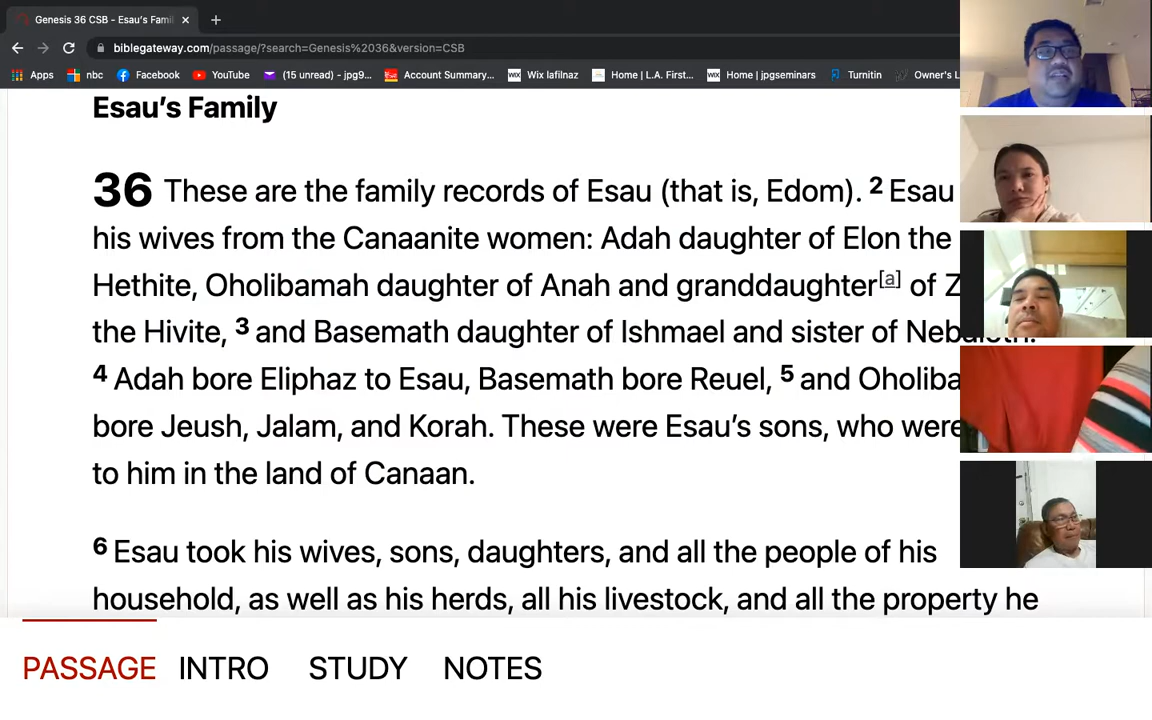 Genesis 36 CSB - Esau's Famil
biblegateway.com/passage/?search=Genesis%2036&version=CSB
Apps nbc Facebook YouTube (15 unread) - jpg9... Account Summary... Wix lafilnaz Home | L.A. First... Home | jpgseminars Turnitin Owner's L
Esau's Family
36 These are the family records of Esau (that is, Edom). 2 Esau
his wives from the Canaanite women: Adah daughter of Elon the
Hethite, Oholibamah daughter of Anah and granddaughter[a] of Z
the Hivite, 3 and Basemath daughter of Ishmael and sister of
4 Adah bore Eliphaz to Esau, Basemath bore Reuel, 5 and Oholiba
bore Jeush, Jalam, and Korah. These were Esau's sons, who were
to him in the land of Canaan.
6 Esau took his wives, sons, daughters, and all the people of his
household, as well as his herds, all his livestock, and all the property he
PASSAGE INTRO STUDY NOTES